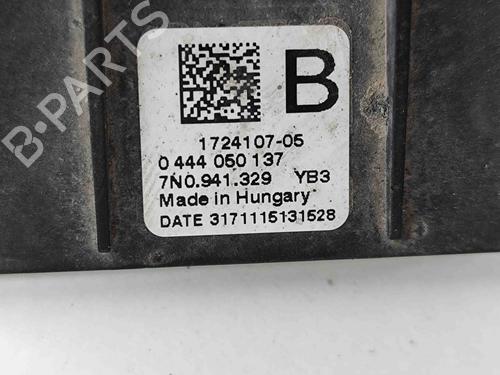 B-PARTS
B
1724107-05
0 444 050 137
7N0.941.329 YB3
Made in Hungary
DATE 3171115131528